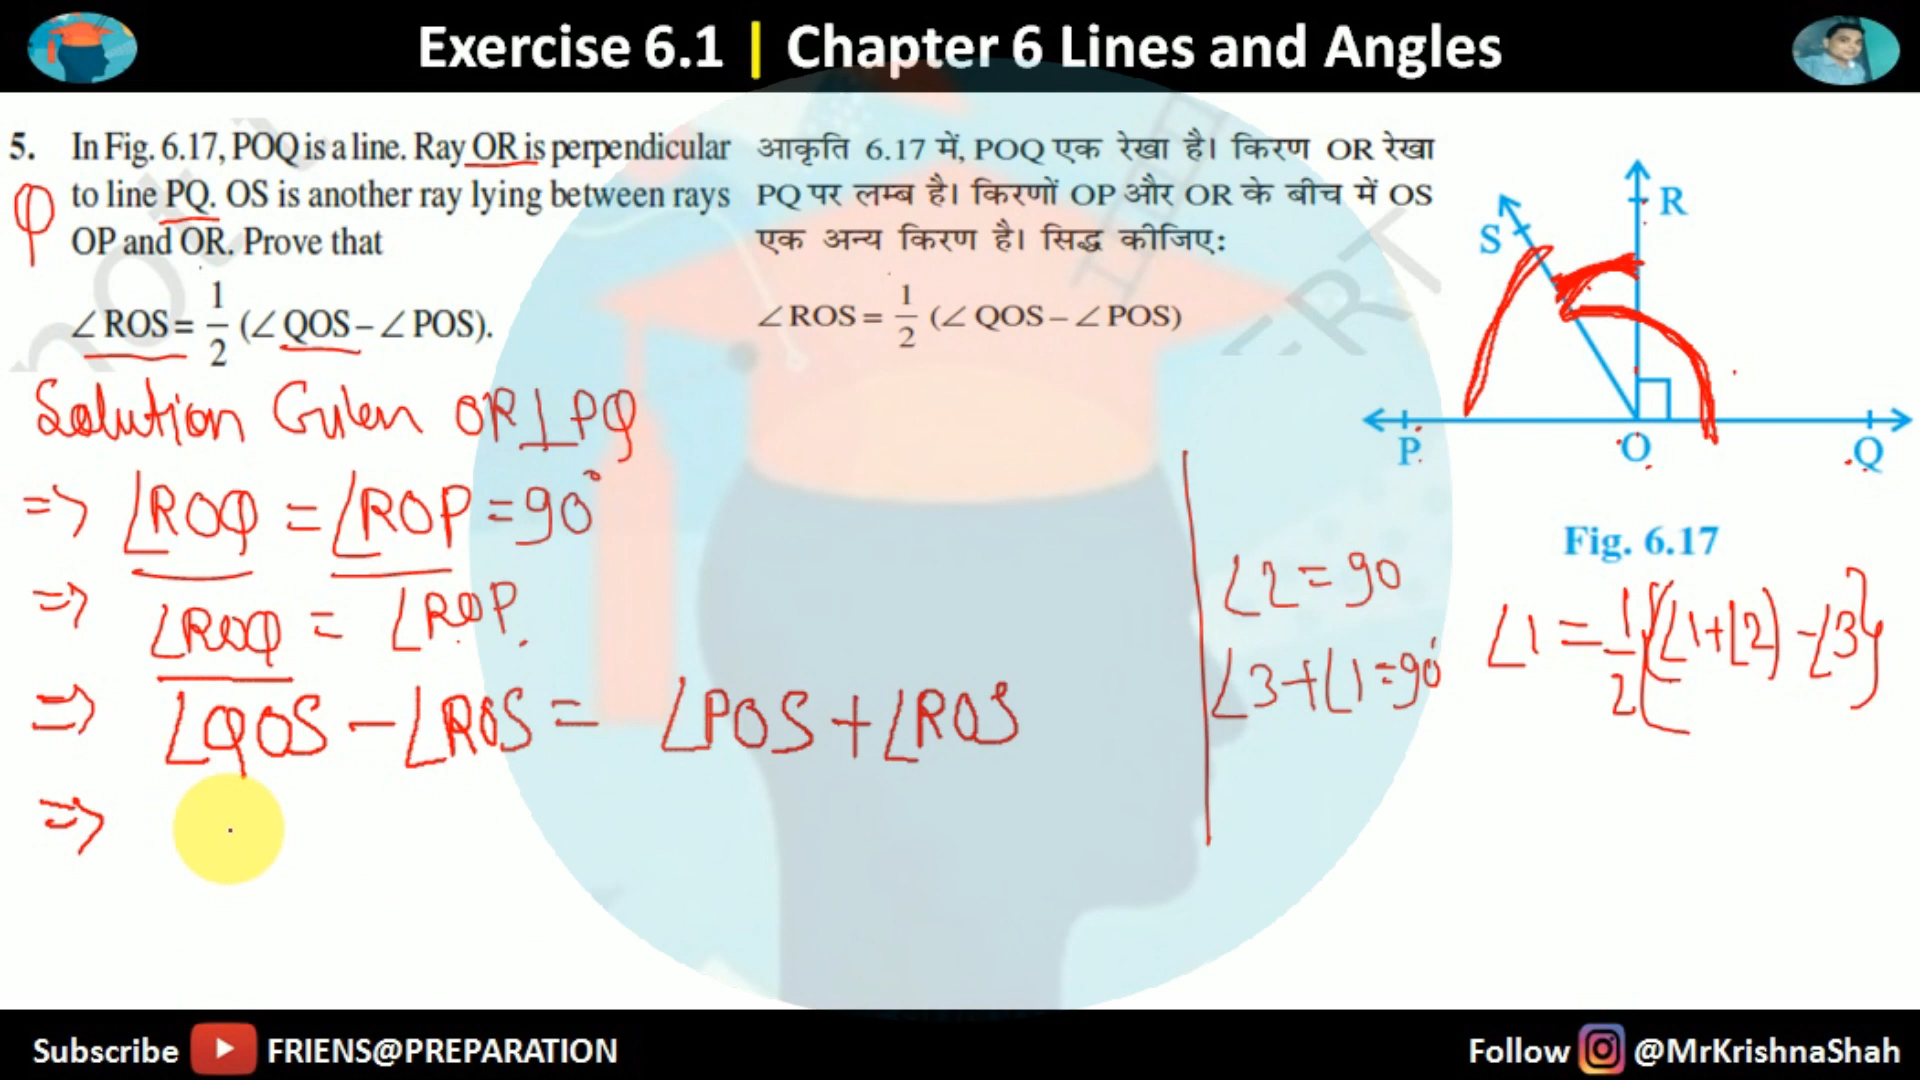 Exercise 6.1 | Chapter 6 Lines and Angles
5. In Fig. 6.17, POQ is a line. Ray OR is perpendicular
to line PQ. OS is another ray lying between rays
OP and OR. Prove that
∠ROS = 1/2 (∠QOS – ∠POS).
आकृति 6.17 में, POQ एक रेखा है। किरण OR रेखा
PQ पर लम्ब है। किरणों OP और OR के बीच में OS
एक अन्य किरण है। सिद्ध कीजिए:
∠ROS = 1/2 (∠QOS – ∠POS)
R
S
P
O
Q
Fig. 6.17
φ
Solution Given OR⊥PQ
=> ∠ROQ = ∠ROP = 90°
=> ∠ROQ = ∠ROP
=> ∠QOS - ∠ROS = ∠POS + ∠ROS
=>
∠2 = 90
∠3 + ∠1 = 90°
∠1 = 1/2 {(∠1 + ∠2) - ∠3}
not
ERT
Subscribe FRIENS@PREPARATION
Follow @MrKrishnaShah